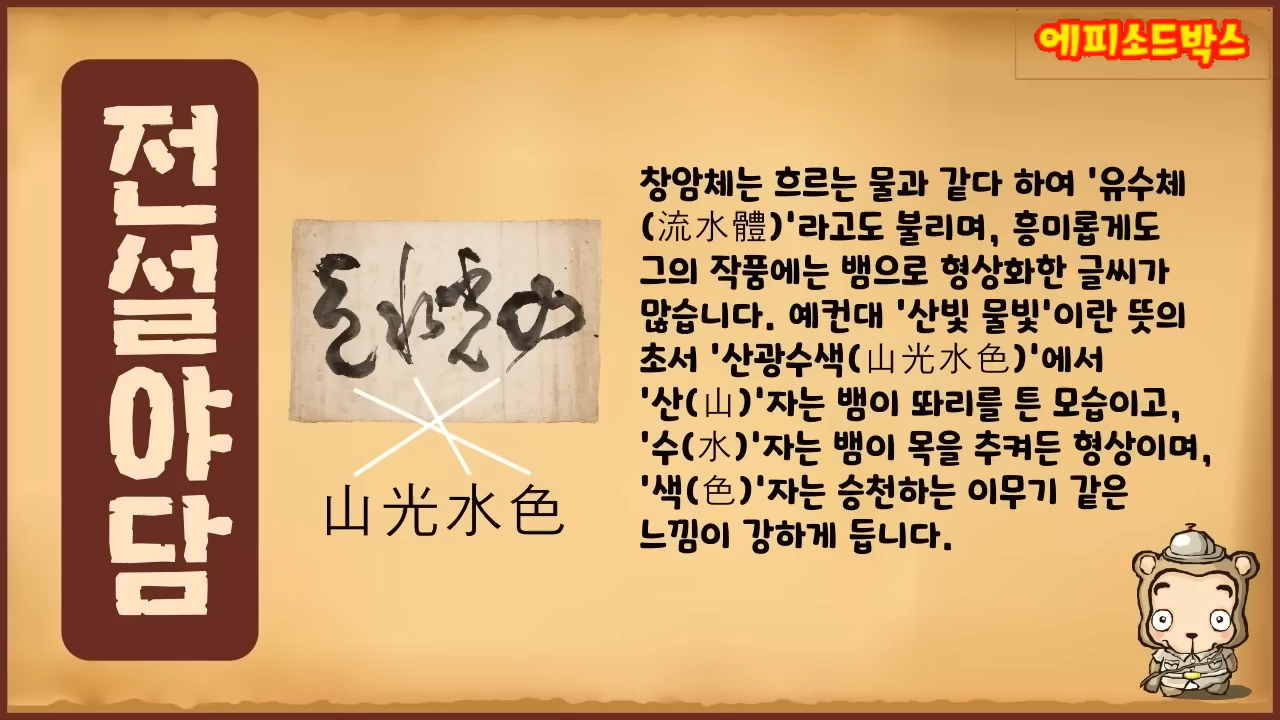 에피소드박스
전설야담
창암체는 흐르는 물과 같다 하여 '유수체
(流水體)'라고도 불리며, 흥미롭게도
그의 작품에는 뱀으로 형상화한 글씨가
많습니다. 예컨대 '산빛 물빛'이란 뜻의
초서 '산광수색(山光水色)'에서
'산(山)'자는 뱀이 똬리를 튼 모습이고,
'수(水)'자는 뱀이 목을 추켜든 형상이며,
'색(色)'자는 승천하는 이무기 같은
느낌이 강하게 듭니다.
色水光山
山光水色